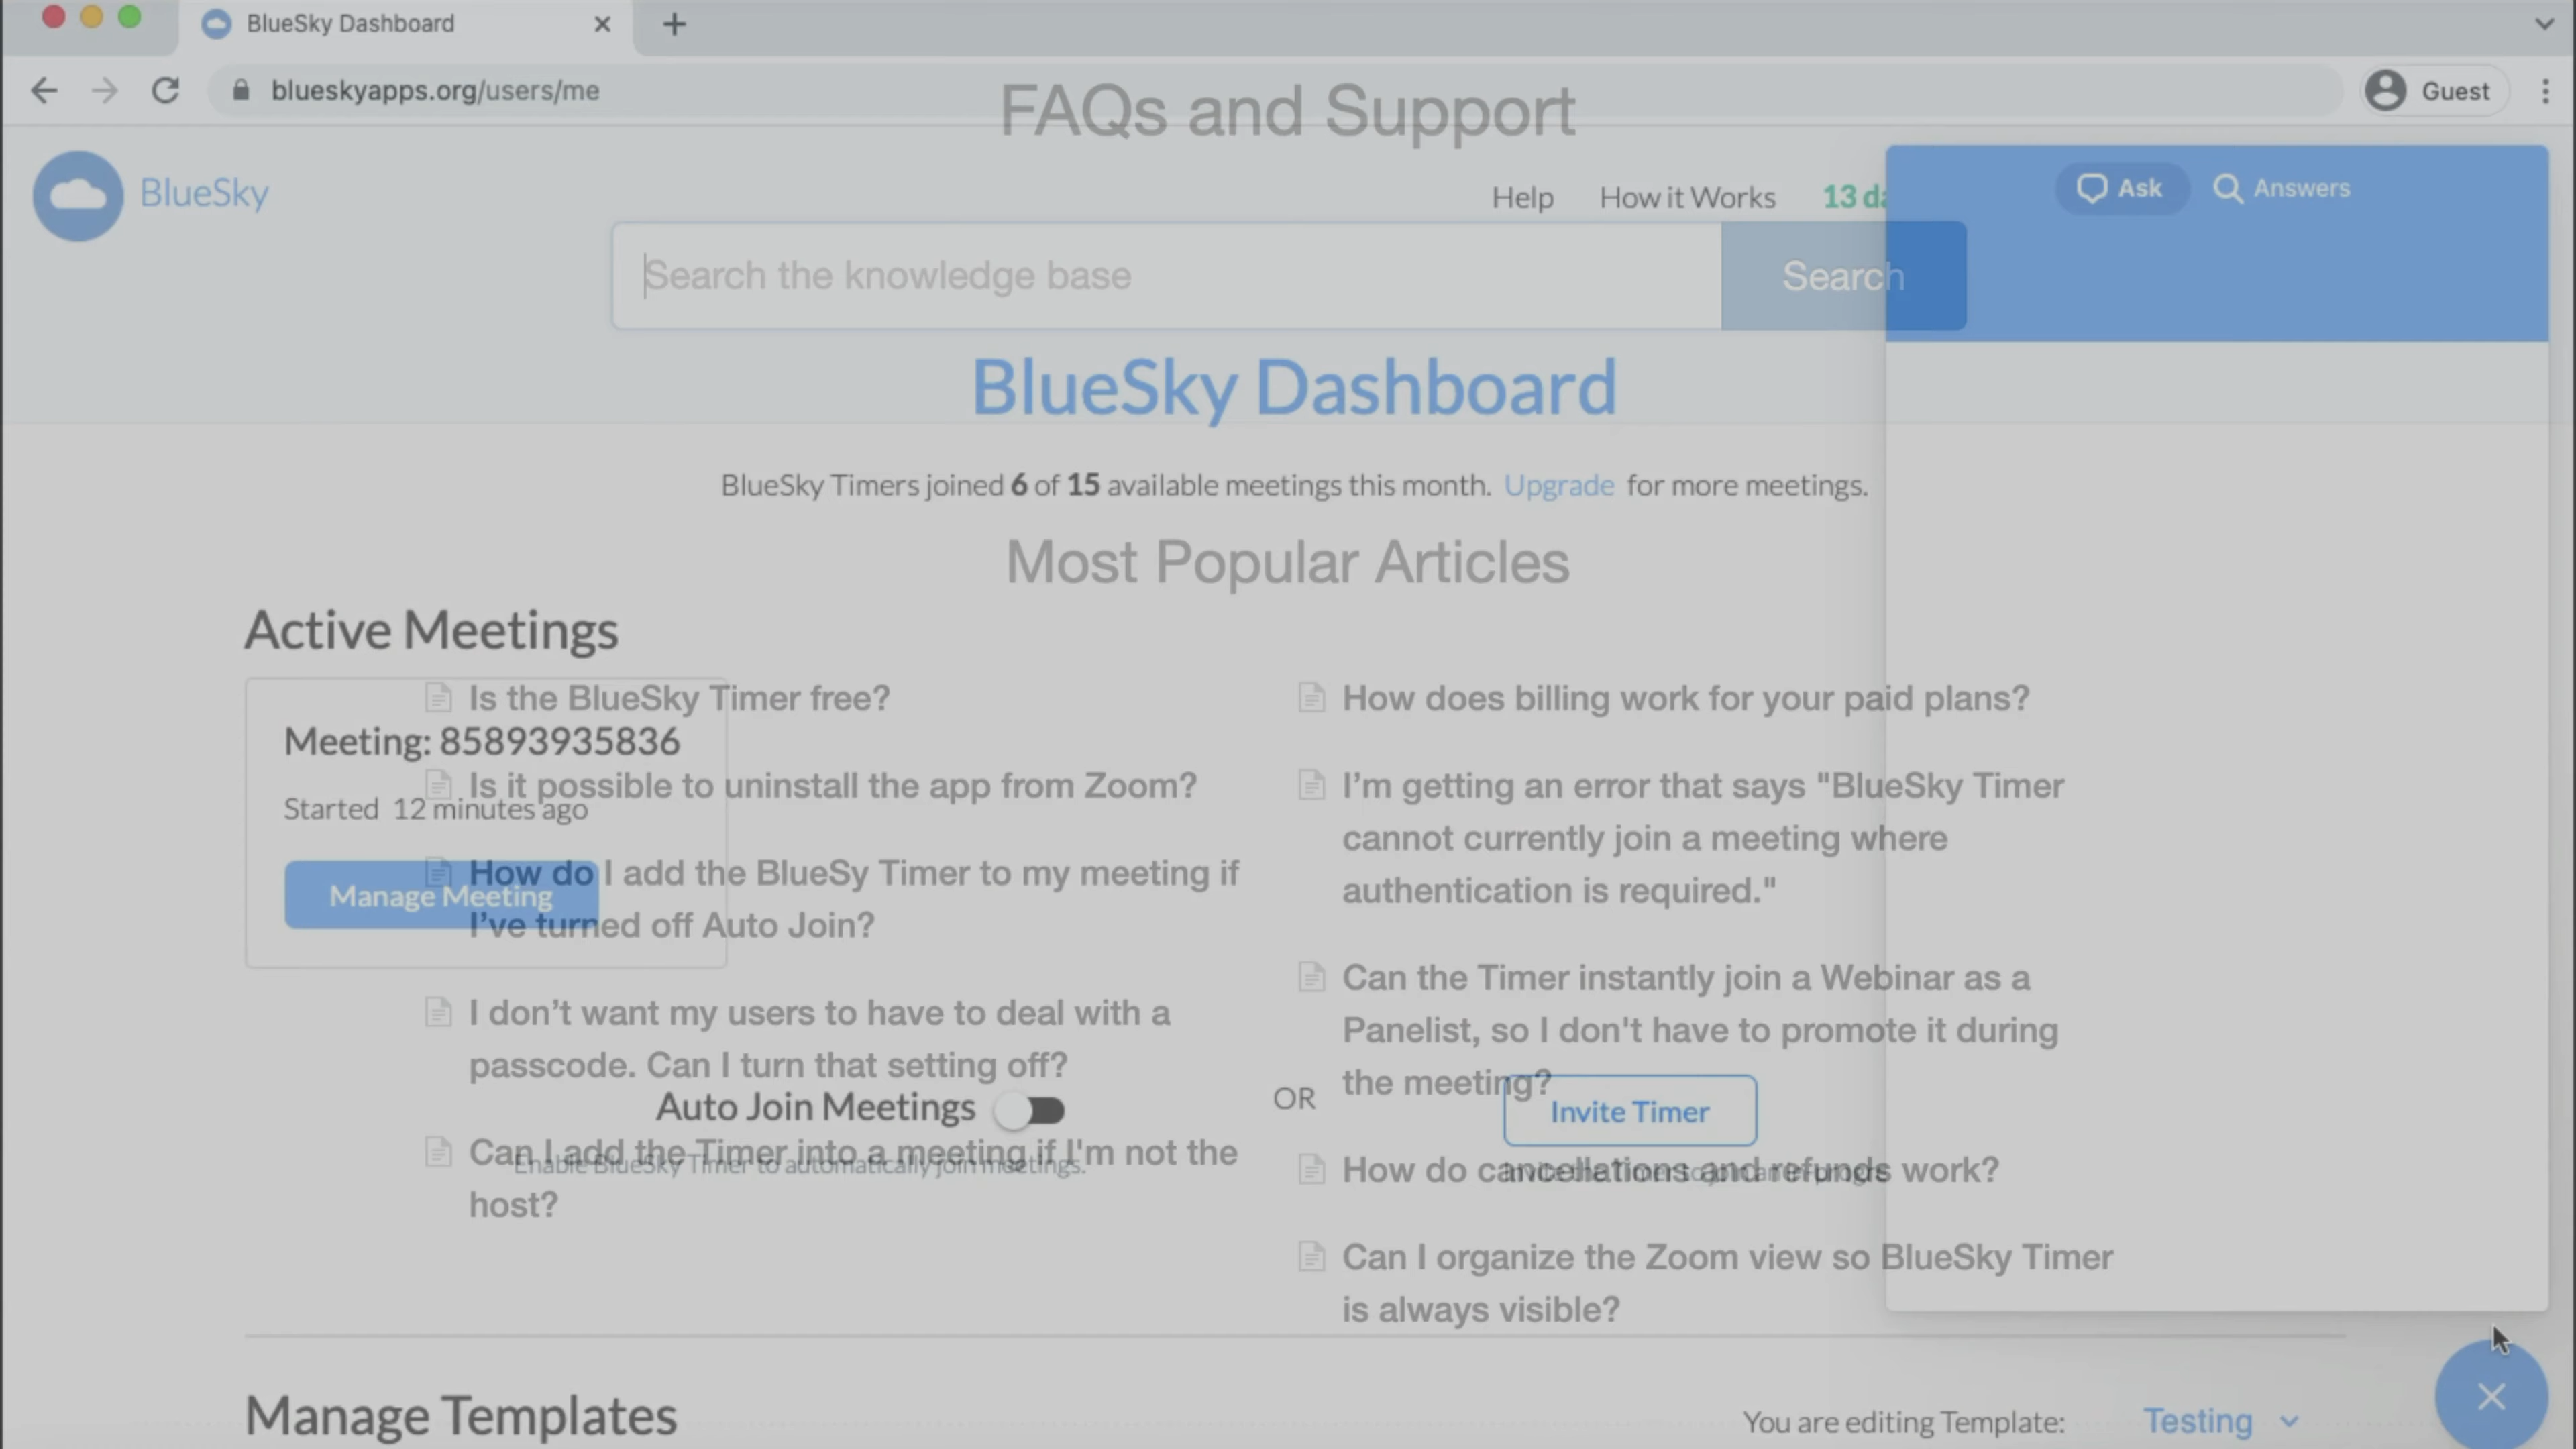 BlueSky Dashboard
blueskyapps.org/users/me
Guest
FAQs and Support
BlueSky
Help
How it Works
13 da
Ask
Answers
Search the knowledge base
Search
BlueSky Dashboard
BlueSky Timers joined 6 of 15 available meetings this month. Upgrade for more meetings.
Most Popular Articles
Active Meetings
Meeting: 85893935836
Started 12 minutes ago
Manage Meeting
Is the BlueSky Timer free?
Is it possible to uninstall the app from Zoom?
How do I add the BlueSy Timer to my meeting if
I've turned off Auto Join?
I don't want my users to have to deal with a
passcode. Can I turn that setting off?
Can I add the Timer into a meeting if I'm not the
host?
How does billing work for your paid plans?
I'm getting an error that says "BlueSky Timer
cannot currently join a meeting where
authentication is required."
Can the Timer instantly join a Webinar as a
Panelist, so I don't have to promote it during
the meeting?
How do cancellations and refunds work?
Can I organize the Zoom view so BlueSky Timer
is always visible?
Auto Join Meetings
Enable BlueSky Timer to automatically join meetings.
OR
Invite Timer
Manage Templates
You are editing Template:
Testing